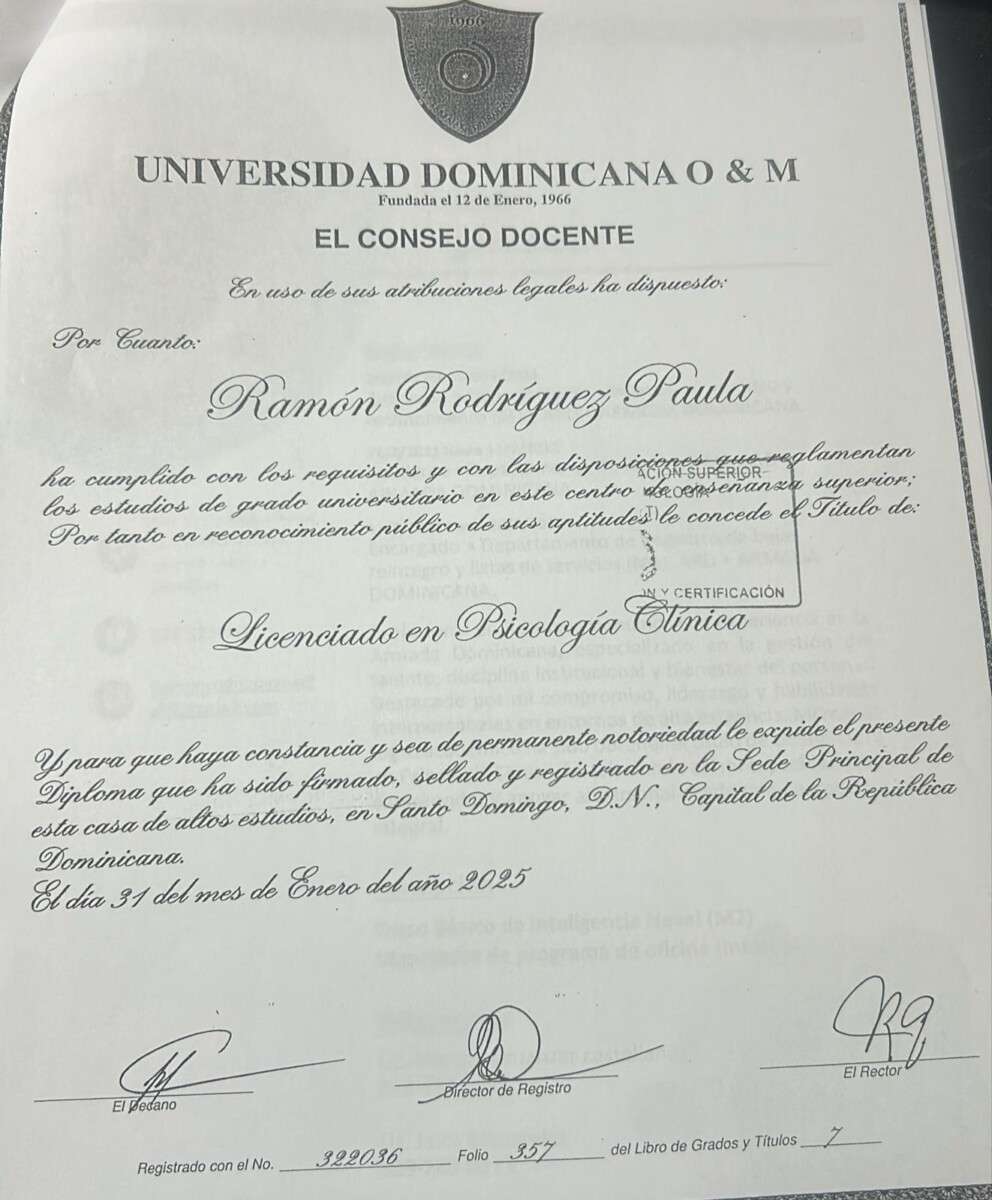 1966
UNIVERSIDAD DOMINICANA O & M
Fundada el 12 de Enero, 1966
EL CONSEJO DOCENTE
En uso de sus atribuciones legales ha dispuesto:
Por Cuanto:
Ramón Rodríguez Paula
ha cumplido con los requisitos y con las disposiciones que reglamentan
los estudios de grado universitario en este centro de enseñanza superior;
Por tanto en reconocimiento público de sus aptitudes le concede el Título de:
ACIÓN SUPERIOR
N Y CERTIFICACIÓN
Licenciado en Psicología Clínica
Y para que haya constancia y sea de permanente notoriedad le expide el presente
Diploma que ha sido firmado, sellado y registrado en la Sede Principal de
esta casa de altos estudios, en Santo Domingo, D.N., Capital de la República
Dominicana.
El día 31 del mes de Enero del año 2025
El Decano
Director de Registro
El Rector
Registrado con el No. 322036 Folio 357 del Libro de Grados y Títulos 7